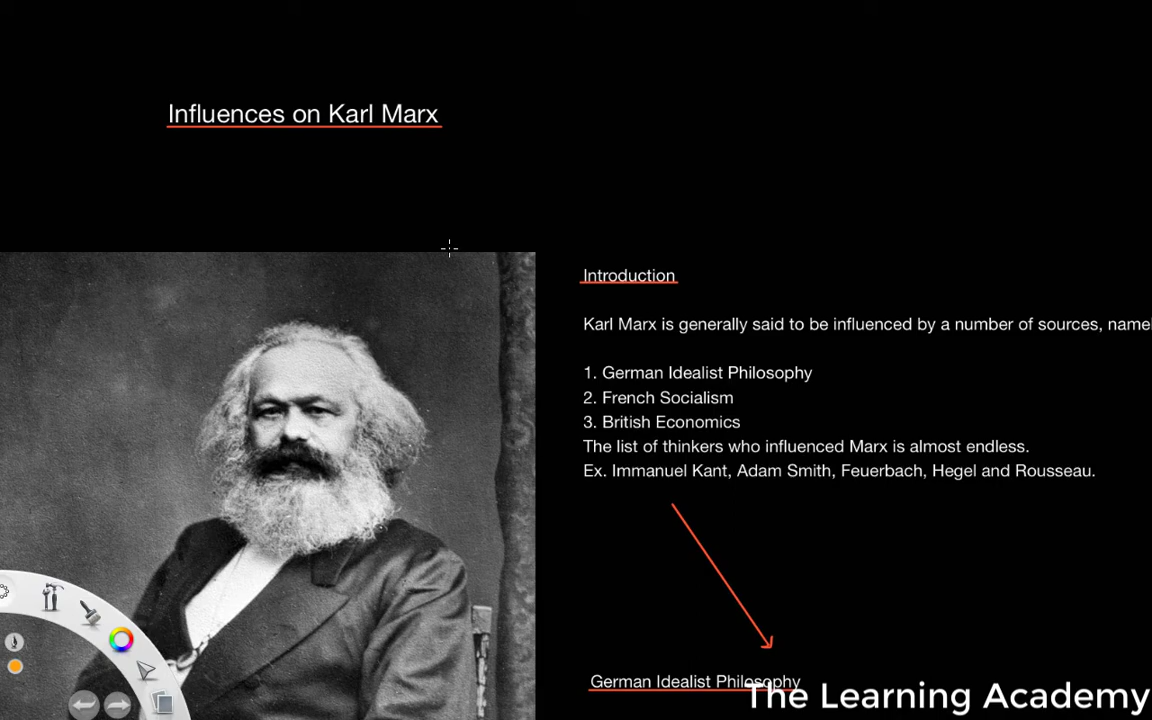 Influences on Karl Marx
Introduction
Karl Marx is generally said to be influenced by a number of sources,
1. German Idealist Philosophy
2. French Socialism
3. British Economics
The list of thinkers who influenced Marx is almost endless.
Ex. Immanuel Kant, Adam Smith, Feuerbach, Hegel and Rousseau.
German Idealist Philosophy
The Learning Academy